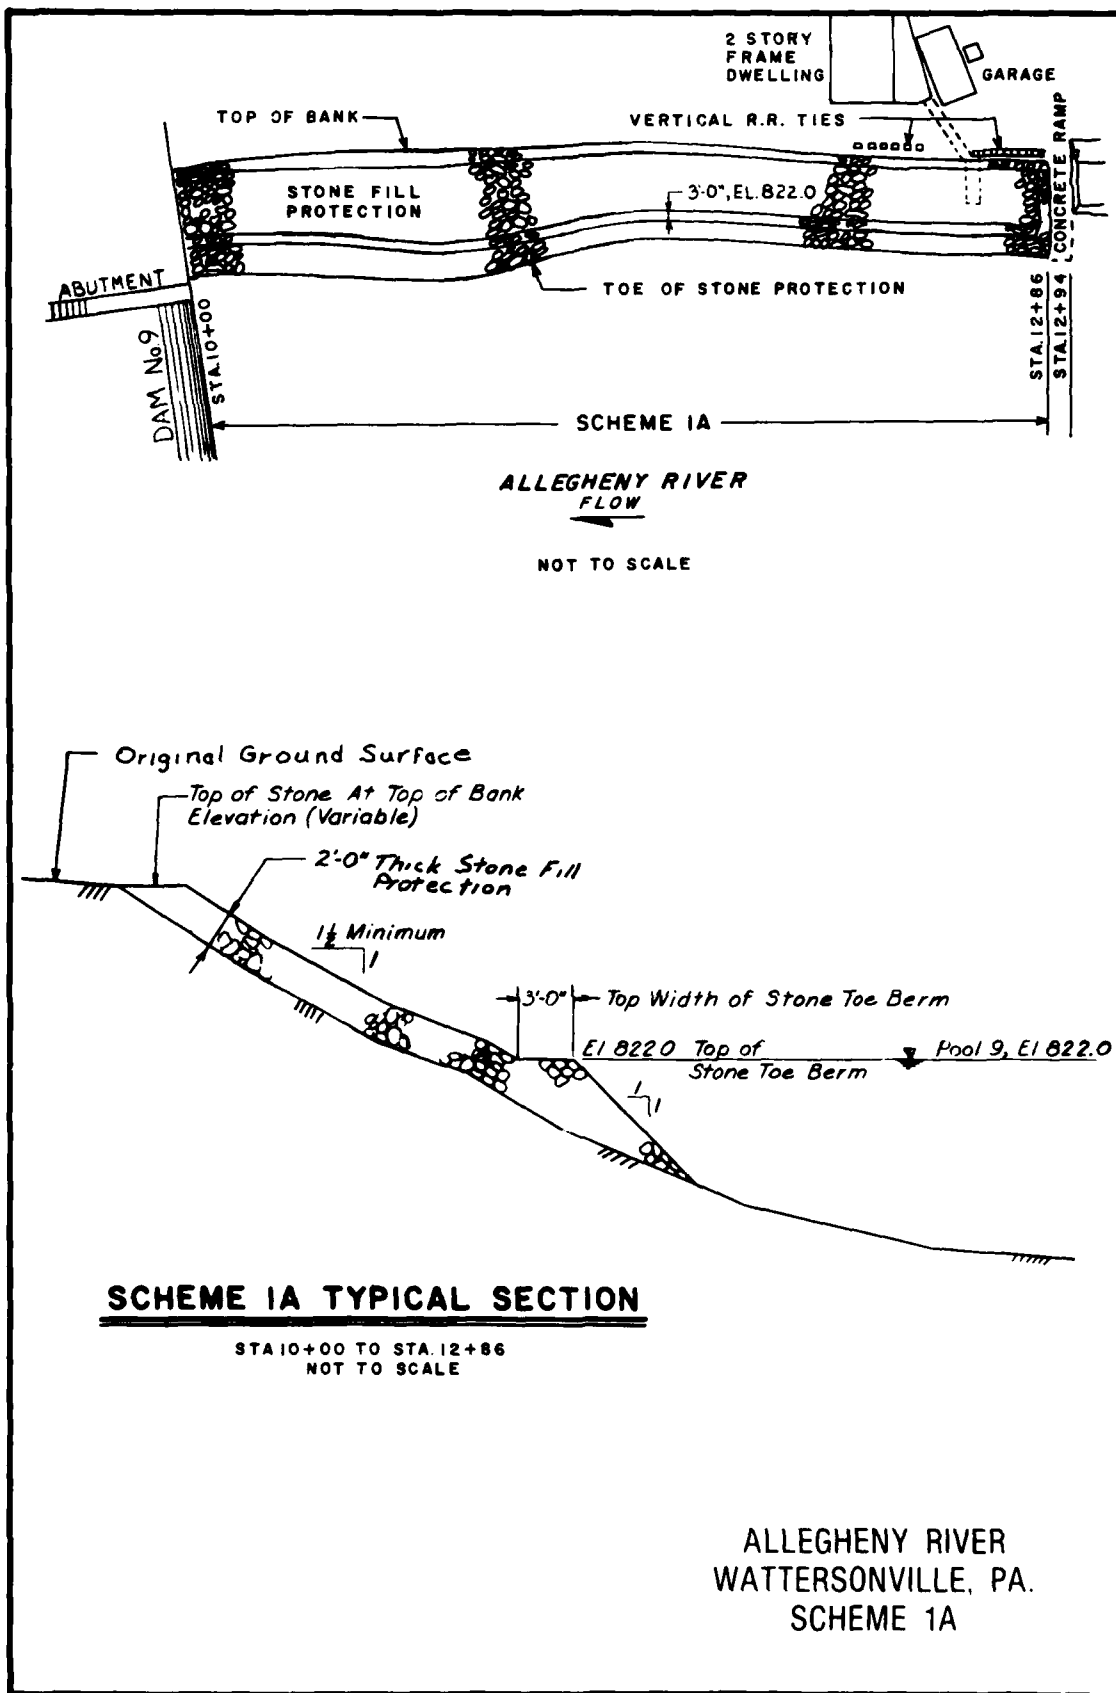 2 STORY
FRAME
DWELLING
GARAGE
TOP OF BANK
VERTICAL R.R. TIES
CONCRETE RAMP
STONE FILL
PROTECTION
3'-0", EL. 822.0
ABUTMENT
TOE OF STONE PROTECTION
DAM No. 9
STA. 10+00
STA. 12+86
STA. 12+94
SCHEME 1A
ALLEGHENY RIVER
FLOW
NOT TO SCALE
Original Ground Surface
Top of Stone At Top of Bank
Elevation (Variable)
2'-0" Thick Stone Fill
Protection
1½ Minimum
1
3'-0"
Top Width of Stone Toe Berm
El 822.0 Top of
Stone Toe Berm
Pool 9, El 822.0
1
1
SCHEME 1A TYPICAL SECTION
STA 10+00 TO STA. 12+86
NOT TO SCALE
ALLEGHENY RIVER
WATTERSONVILLE, PA.
SCHEME 1A